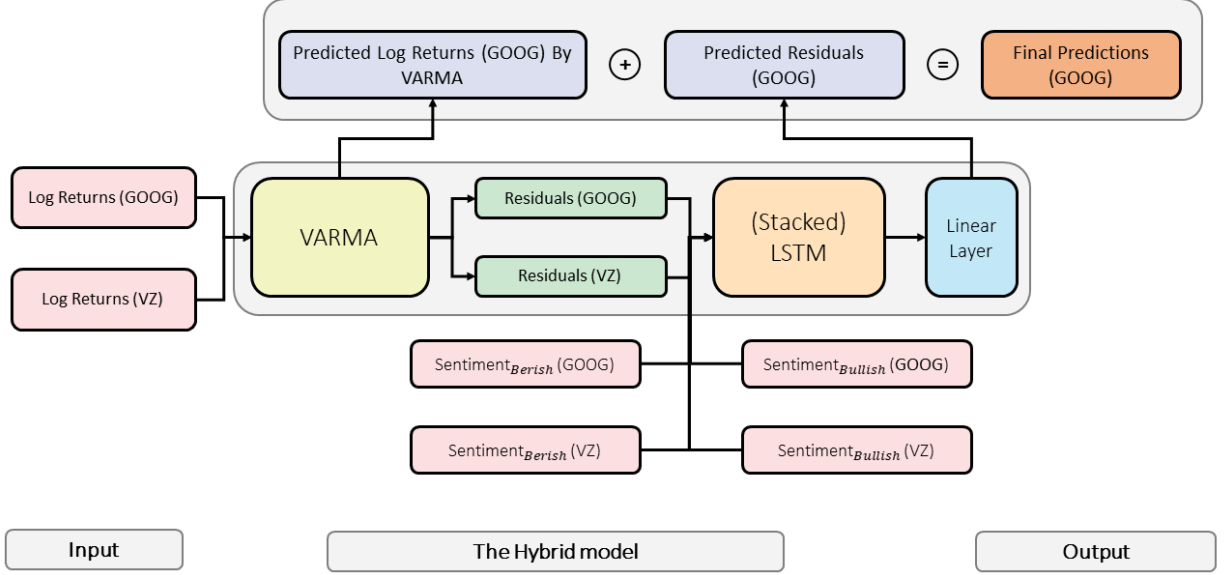 Predicted Log Returns (GOOG) By
VARMA
+
Predicted Residuals
(GOOG)
=
Final Predictions
(GOOG)
Log Returns (GOOG)
Log Returns (VZ)
VARMA
Residuals (GOOG)
Residuals (VZ)
(Stacked)
LSTM
Linear
Layer
Sentiment_Berish (GOOG)
Sentiment_Bullish (GOOG)
Sentiment_Berish (VZ)
Sentiment_Bullish (VZ)
Input
The Hybrid model
Output